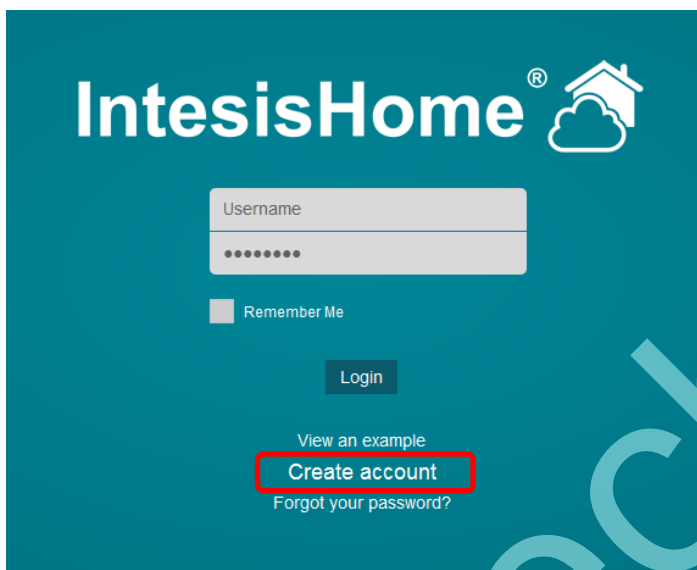 IntesisHome®
Username
••••••••
Remember Me
Login
View an example
Create account
Forgot your password?